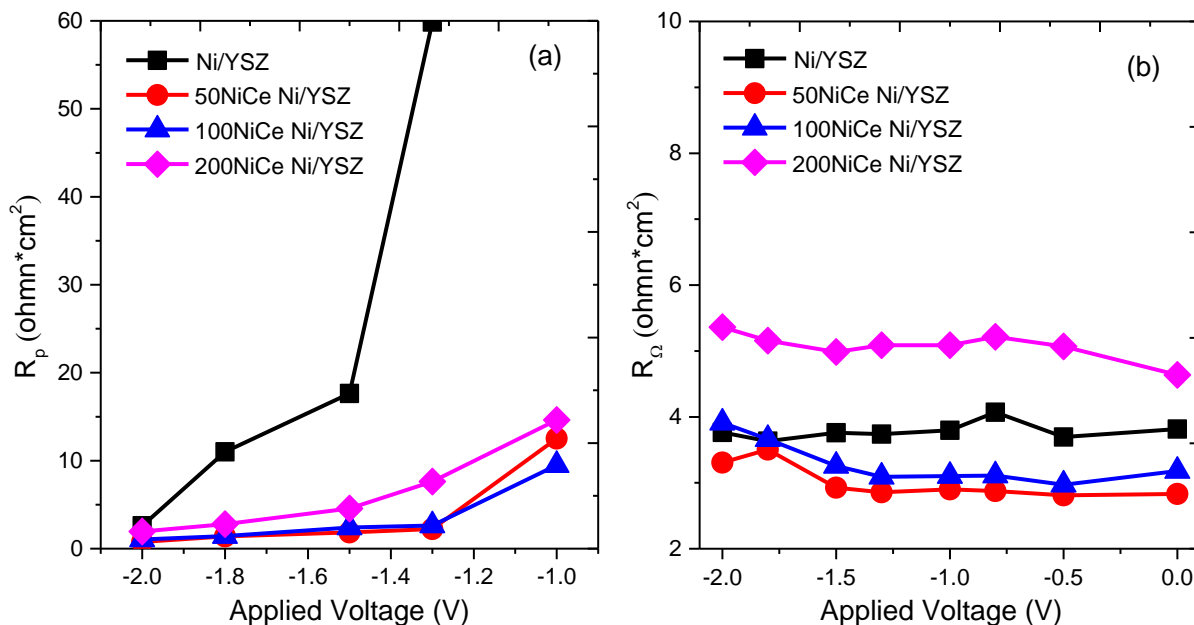 (a)
Ni/YSZ
50NiCe Ni/YSZ
100NiCe Ni/YSZ
200NiCe Ni/YSZ
60
50
40
30
20
10
0
R_p (ohmn*cm²)
-2.0 -1.8 -1.6 -1.4 -1.2 -1.0
Applied Voltage (V)
(b)
Ni/YSZ
50NiCe Ni/YSZ
100NiCe Ni/YSZ
200NiCe Ni/YSZ
10
8
6
4
2
R_Ω (ohmn*cm²)
-2.0 -1.5 -1.0 -0.5 0.0
Applied Voltage (V)